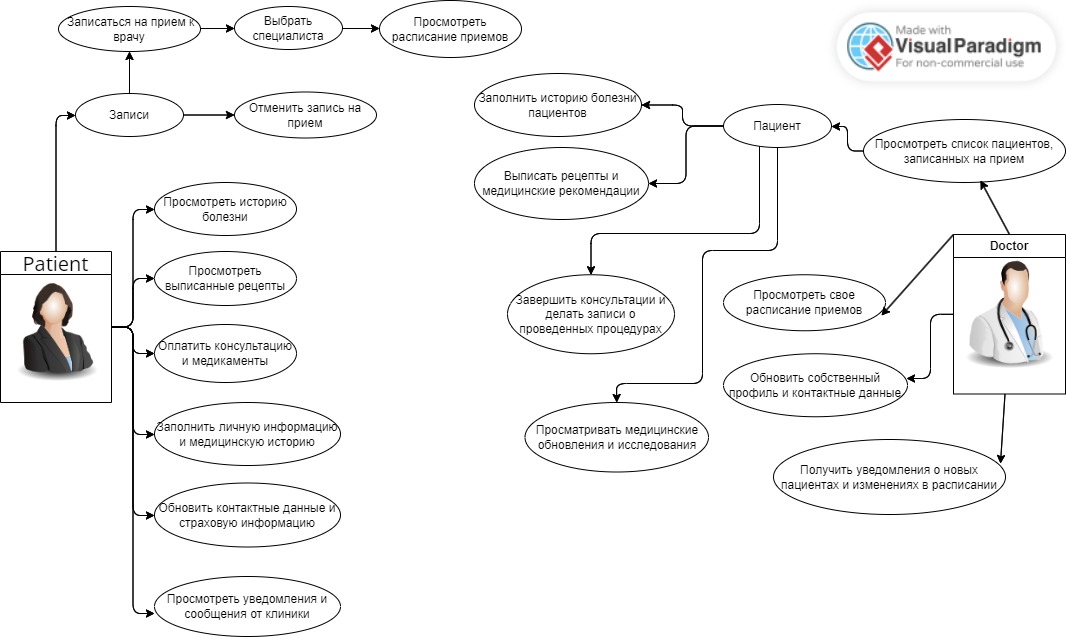 Записаться на прием к
врачу
Выбрать
специалиста
Просмотреть
расписание приемов
Made with
VisualParadigm
For non-commercial use
Записи
Отменить запись на
прием
Заполнить историю болезни
пациентов
Пациент
Просмотреть список пациентов,
записанных на прием
Выписать рецепты и
медицинские рекомендации
Просмотреть историю
болезни
Patient
Просмотреть
выписанные рецепты
Оплатить консультацию
и медикаменты
Заполнить личную информацию
и медицинскую историю
Обновить контактные данные и
страховую информацию
Просмотреть уведомления и
сообщения от клиники
Завершить консультации и
делать записи о
проведенных процедурах
Просматривать медицинские
обновления и исследования
Doctor
Просмотреть свое
расписание приемов
Обновить собственный
профиль и контактные данные
Получить уведомления о новых
пациентах и изменениях в расписании